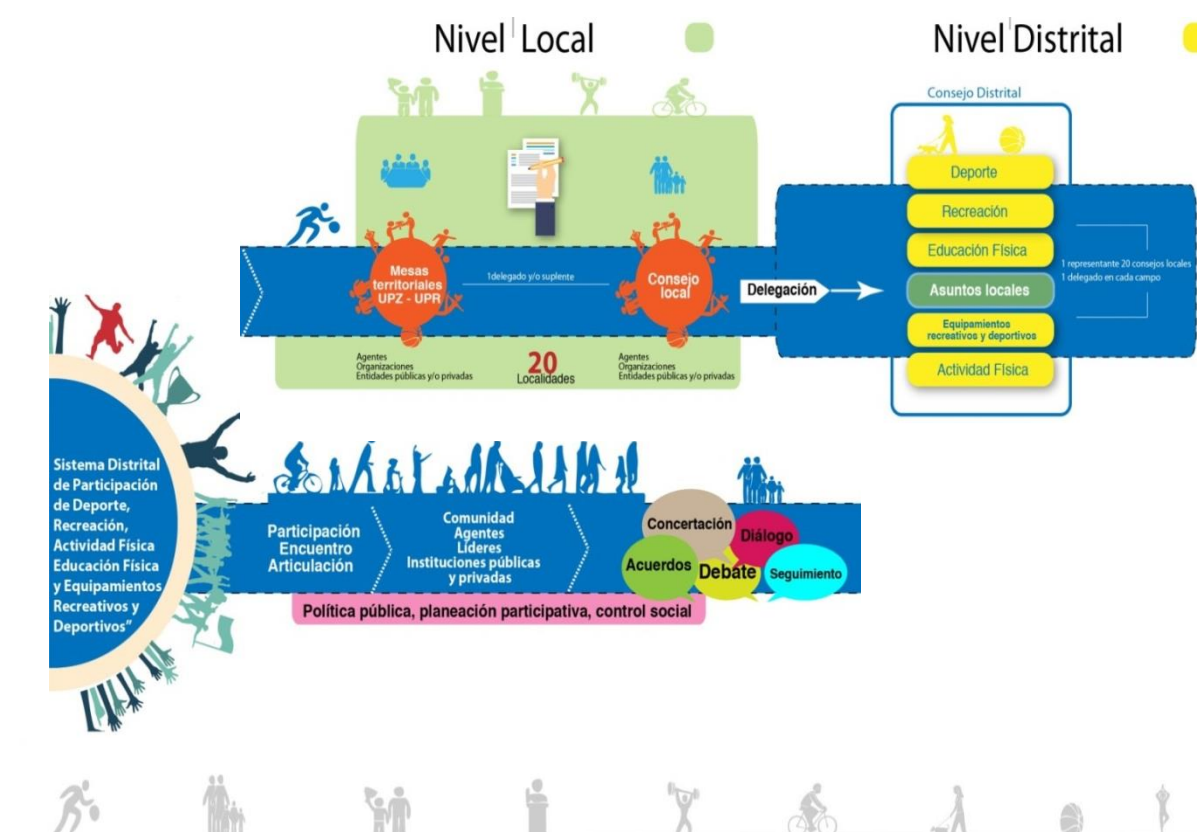 Nivel Local
Nivel Distrital
Consejo Distrital
Mesas
territoriales
UPZ - UPR
1delegado y/o suplente
Consejo
local
Delegación
Agentes
Organizaciones
Entidades públicas y/o privadas
20
Localidades
Agentes
Organizaciones
Entidades públicas y/o privadas
Deporte
Recreación
Educación Física
Asuntos locales
Equipamientos
recreativos y deportivos
Actividad Física
1 representante 20 consejos locales
1 delegado en cada campo
Sistema Distrital
de Participación
de Deporte,
Recreación,
Actividad Física
Educación Física
y Equipamientos
Recreativos y
Deportivos”
Participación
Encuentro
Articulación
Comunidad
Agentes
Líderes
Instituciones públicas
y privadas
Concertación
Diálogo
Acuerdos
Debate
Seguimiento
Política pública, planeación participativa, control social